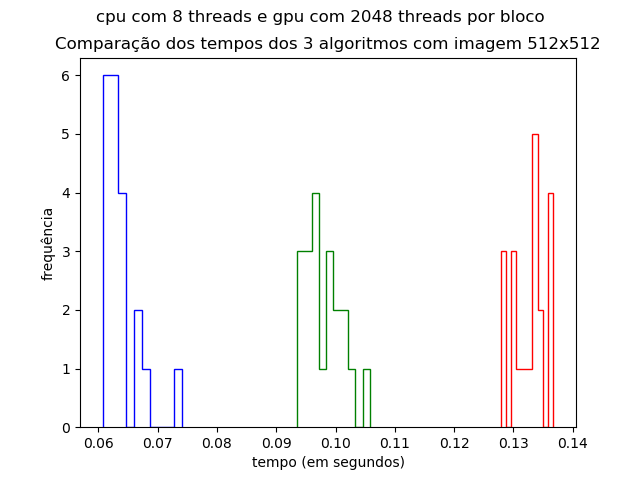 cpu com 8 threads e gpu com 2048 threads por bloco
Comparação dos tempos dos 3 algoritmos com imagem 512x512
6
5
4
3
2
1
0
frequência
0.06 0.07 0.08 0.09 0.10 0.11 0.12 0.13 0.14
tempo (em segundos)